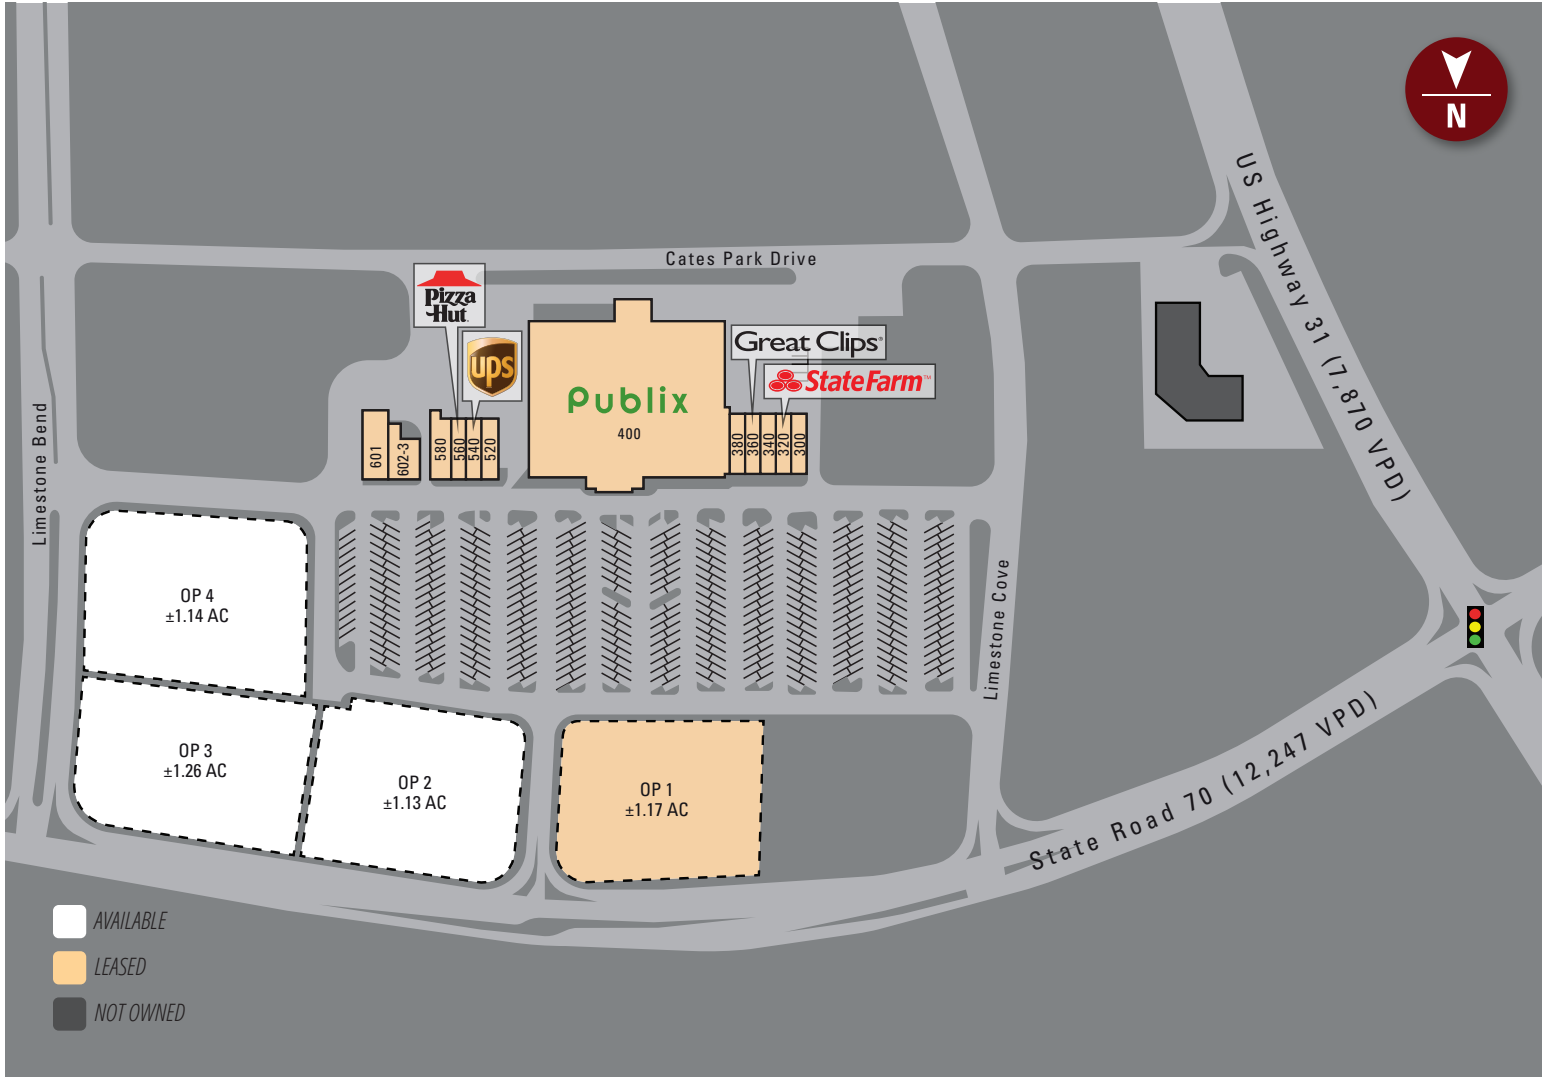 N
US Highway 31 (7,870 VPD)
Cates Park Drive
Pizza
Hut
ups
Great Clips®
StateFarm™
Publix
400
601
602-3
580
560
540
520
380
360
340
320
300
Limestone Bend
Limestone Cove
OP 4
±1.14 AC
OP 3
±1.26 AC
OP 2
±1.13 AC
OP 1
±1.17 AC
State Road 70 (12,247 VPD)
AVAILABLE
LEASED
NOT OWNED